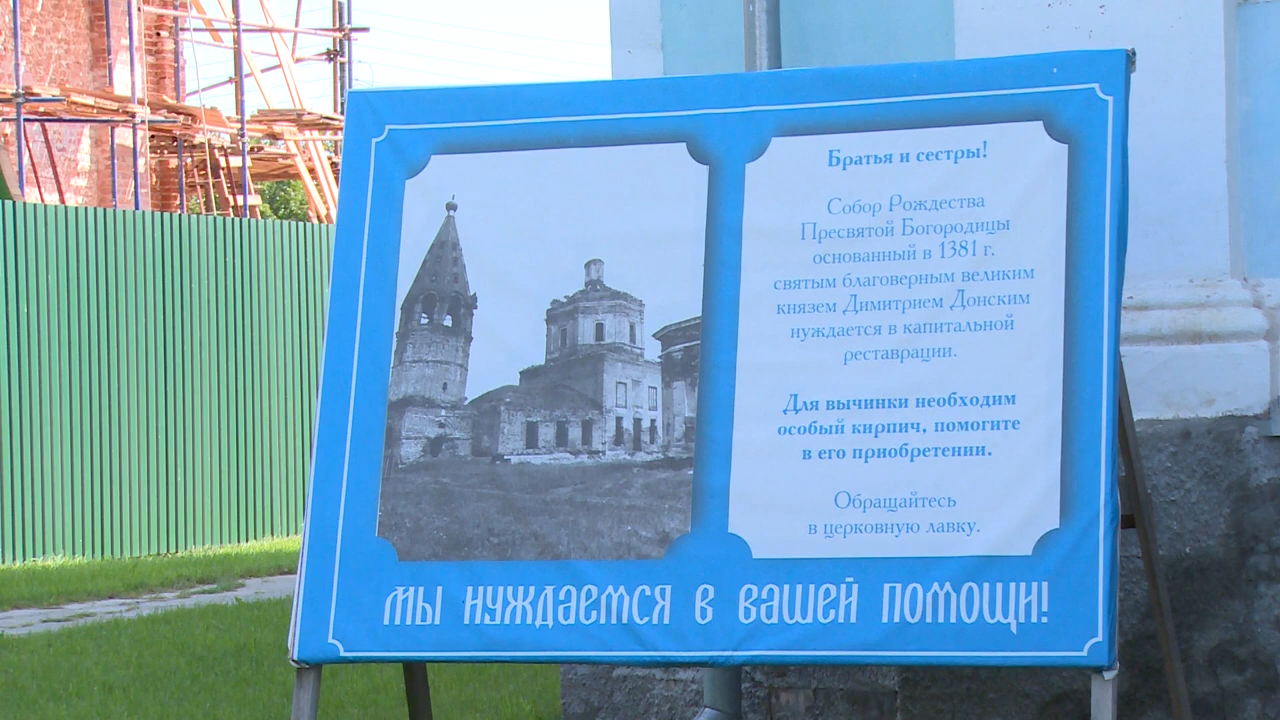 Братья и сестры!
Собор Рождества
Пресвятой Богородицы
основанный в 1381 г.
святым благоверным великим
князем Димитрием Донским
нуждается в капитальной
реставрации.
Для вычинки необходим
особый кирпич, помогите
в его приобретении.
Обращайтесь
в церковную лавку.
МЫ НУЖДАЕМСЯ В ВАШЕЙ ПОМОЩИ!